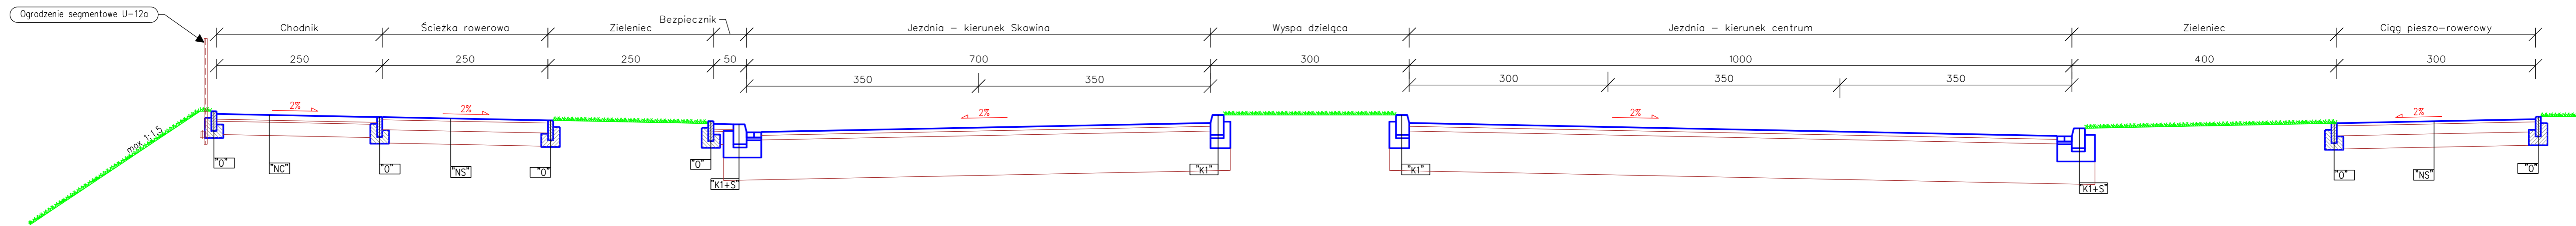 Ogrodzenie segmentowe U-12a
Chodnik
Ścieżka rowerowa
Zieleniec
Bezpiecznik
Jezdnia - kierunek Skawina
Wyspa dzieląca
Jezdnia - kierunek centrum
Zieleniec
Ciąg pieszo-rowerowy
250
250
250
50
700
300
1000
400
300
350
350
300
350
350
2%
2%
2%
2%
2%
max 1:1,5
"O"
"NC"
"O"
"NS"
"O"
"O"
"K1+S"
"K1"
"K1"
"K1+S"
"O"
"NS"
"O"